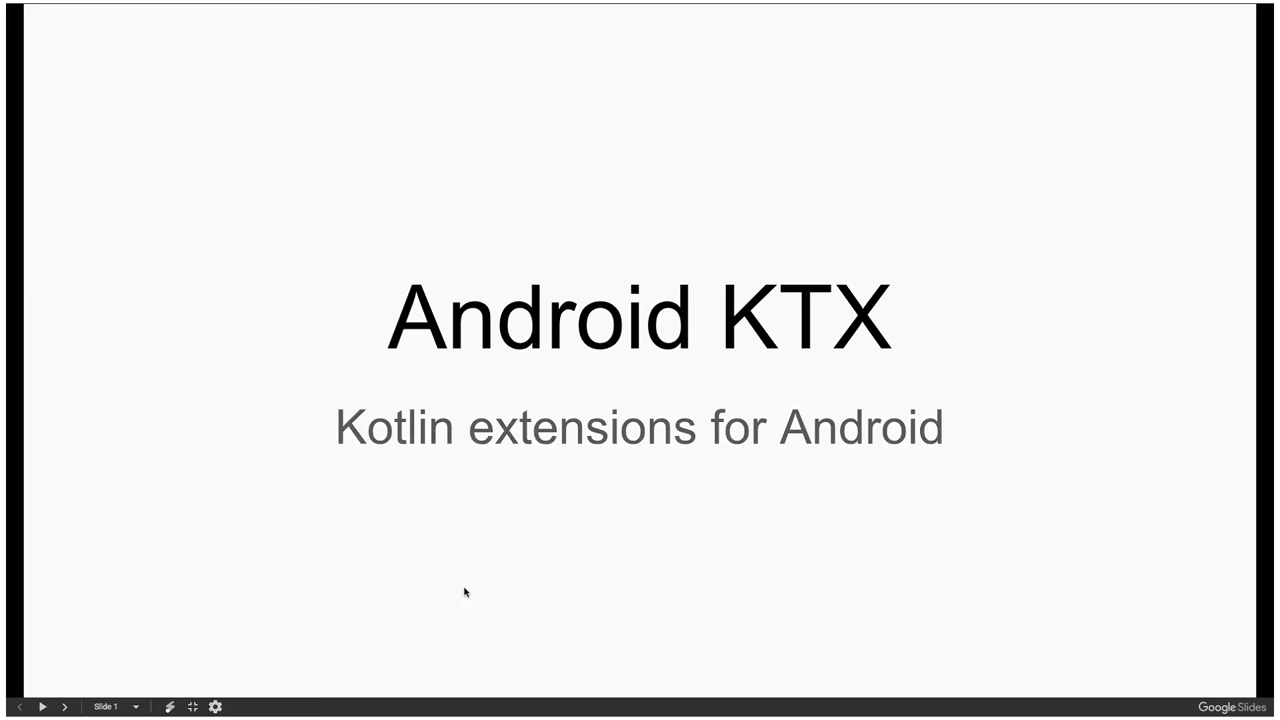 Android KTX
Kotlin extensions for Android
Slide 1
Google Slides